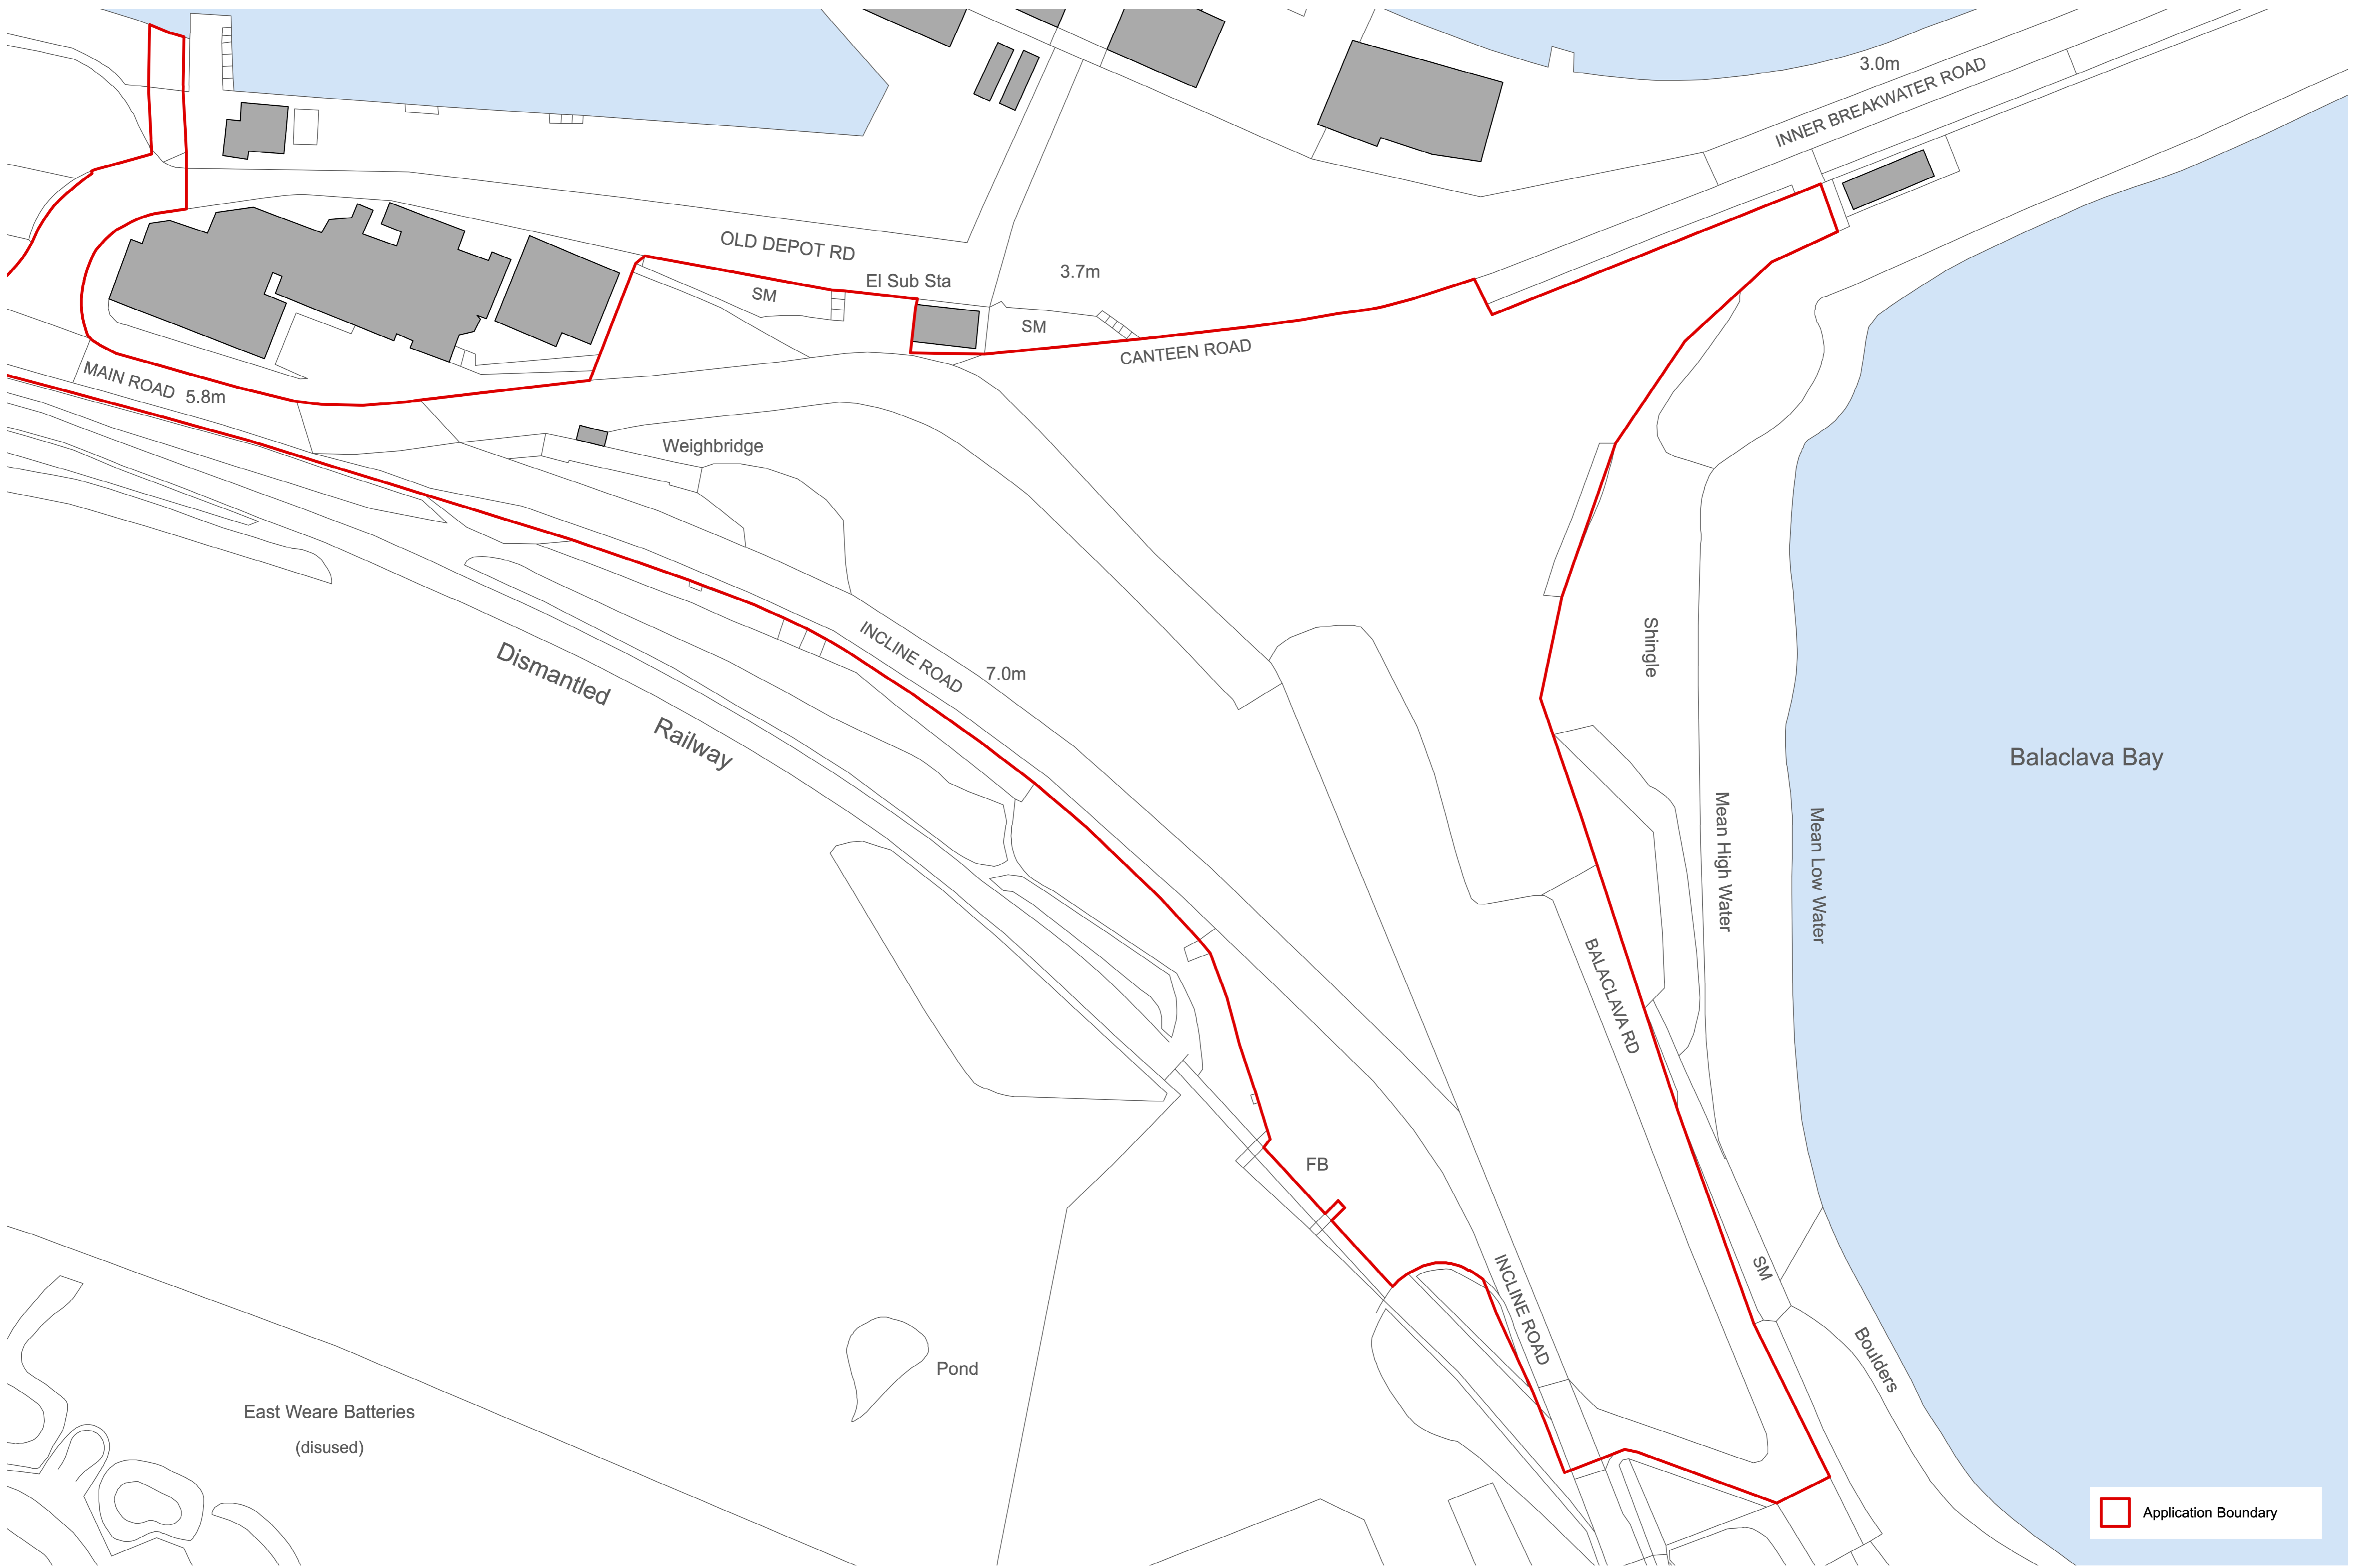 3.0m
INNER BREAKWATER ROAD
OLD DEPOT RD
El Sub Sta
3.7m
SM
SM
CANTEEN ROAD
MAIN ROAD 5.8m
Weighbridge
INCLINE ROAD
7.0m
Dismantled
Railway
Shingle
Balaclava Bay
Mean High Water
Mean Low Water
BALACLAVA RD
FB
INCLINE ROAD
SM
Boulders
Pond
East Weare Batteries
(disused)
Application Boundary